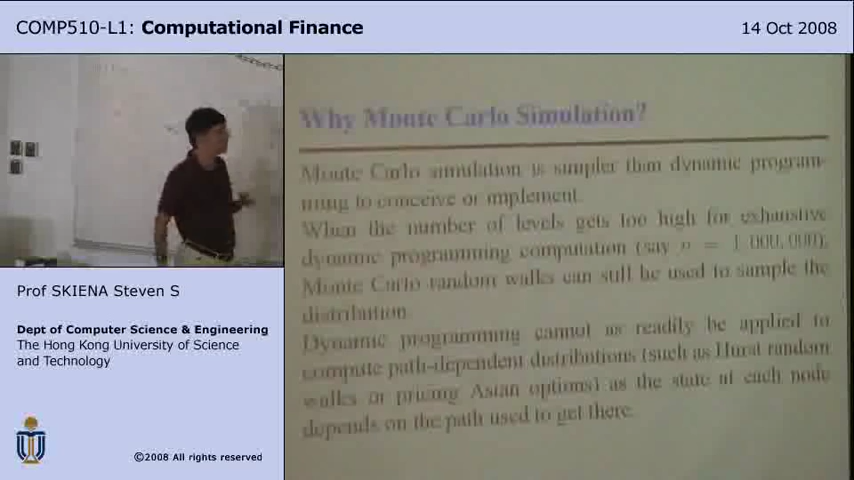 COMP510-L1: Computational Finance
14 Oct 2008
Why Monte Carlo Simulation?
Monte Carlo simulation is simpler than dynamic program-
ming to conceive or implement.
When the number of levels gets too high for exhaustive
dynamic programming computation (say n = 1,000,000),
Monte Carlo random walks can still be used to sample the
distribution.
Dynamic programming cannot as readily be applied to
compute path-dependent distributions (such as Hurst random
walks or pricing Asian options) as the state at each node
depends on the path used to get there.
Prof SKIENA Steven S
Dept of Computer Science & Engineering
The Hong Kong University of Science
and Technology
©2008 All rights reserved